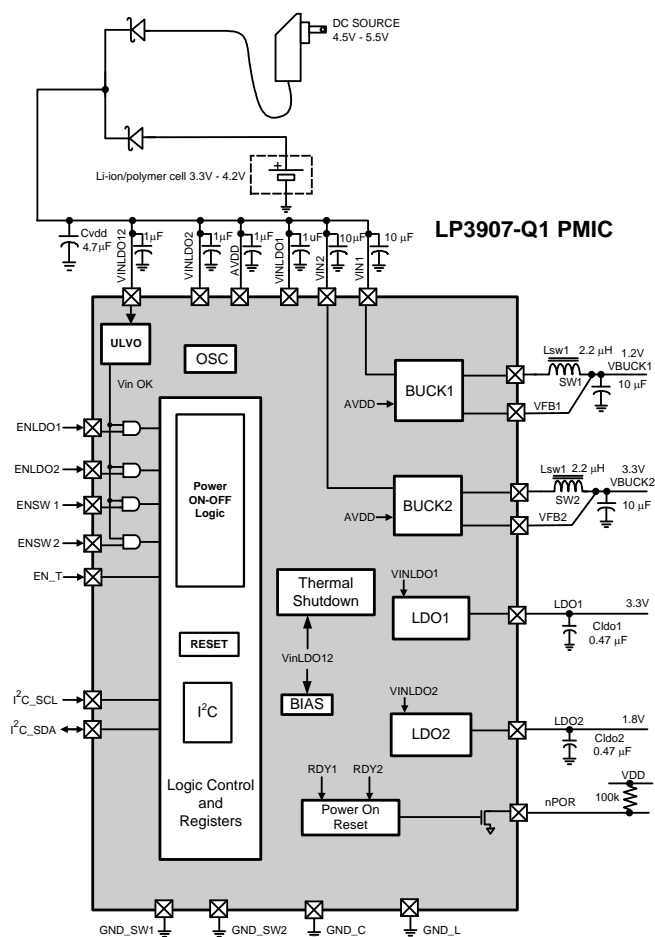 DC SOURCE
4.5V - 5.5V
Li-ion/polymer cell 3.3V - 4.2V
LP3907-Q1 PMIC
Cvdd
4.7μF
VINLDO12
1μF
VINLDO2
1μF
AVDD
1μF
VINLDO1
1uF
VIN2
10μF
VIN1
10 μF
ULVO
OSC
Vin OK
BUCK1
AVDD
Lsw1 2.2 μH
1.2V
VBUCK1
SW1
10 μF
VFB1
ENLDO1
ENLDO2
ENSW 1
ENSW 2
EN_T
Power
ON-OFF
Logic
BUCK2
AVDD
Lsw1 2.2 μH
3.3V
VBUCK2
SW2
10 μF
VFB2
Thermal
Shutdown
VINLDO1
LDO1
LDO1 3.3V
Cldo1
0.47 μF
RESET
VinLDO12
BIAS
I²C_SCL
I²C_SDA
I²C
VINLDO2
LDO2
LDO2 1.8V
Cldo2
0.47 μF
Logic Control
and
Registers
RDY1 RDY2
Power On
Reset
VDD
100k
nPOR
GND_SW1
GND_SW2
GND_C
GND_L